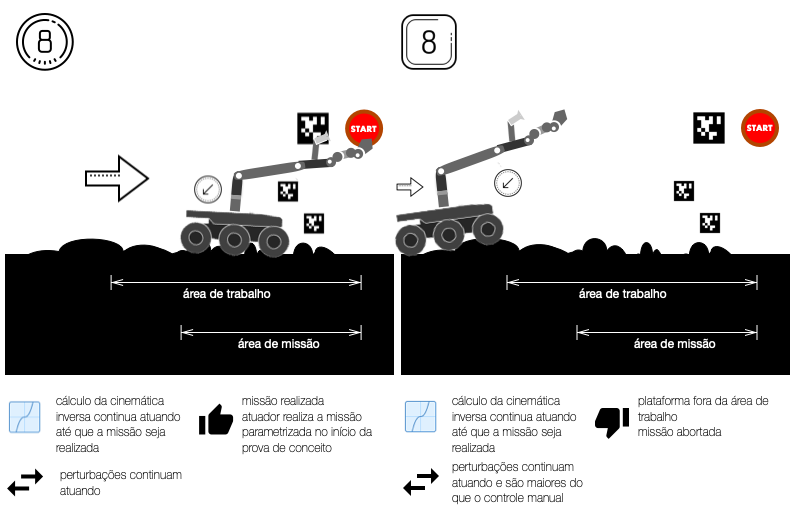 8
START
área de trabalho
área de missão
cálculo da cinemática
inversa continua atuando
até que a missão seja
realizada
missão realizada
atuador realiza a missão
parametrizada no início da
prova de conceito
perturbações continuam
atuando
8
START
área de trabalho
área de missão
cálculo da cinemática
inversa continua atuando
até que a missão seja
realizada
plataforma fora da área de
trabalho
missão abortada
perturbações continuam
atuando e são maiores do
que o controle manual